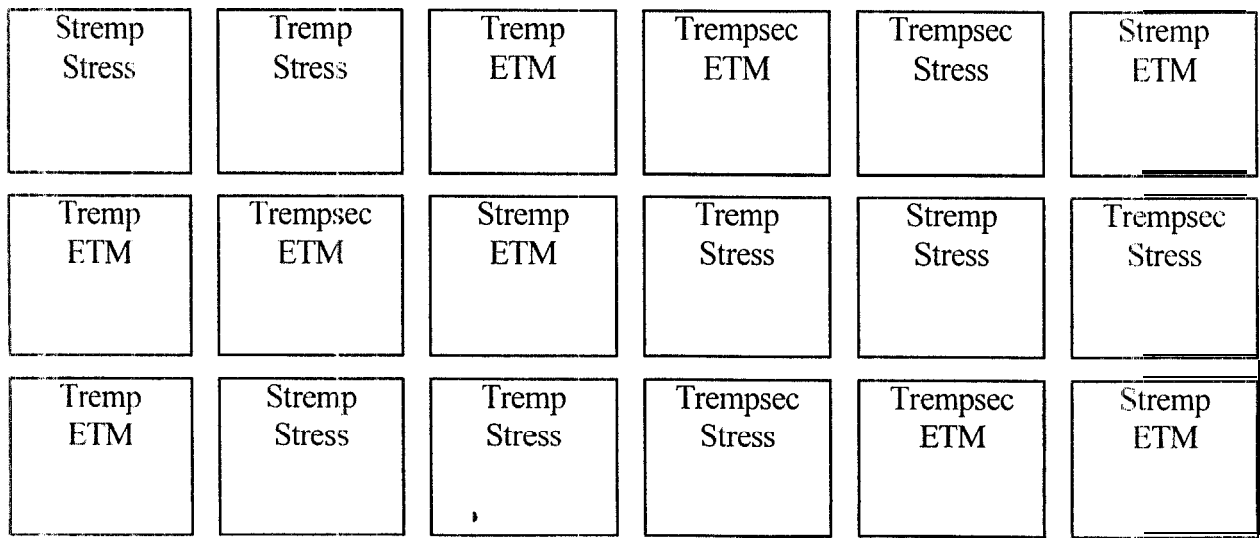 Stremp Tremp Tremp Trempsec Trempsec Stremp
Stress Stress ETM ETM Stress ETM
Tremp Trempsec Stremp Tremp Stremp Trempsec
ETM ETM ETM Stress Stress Stress
Tremp Stremp Tremp Trempsec Trempsec Stremp
ETM Stress Stress Stress ETM ETM